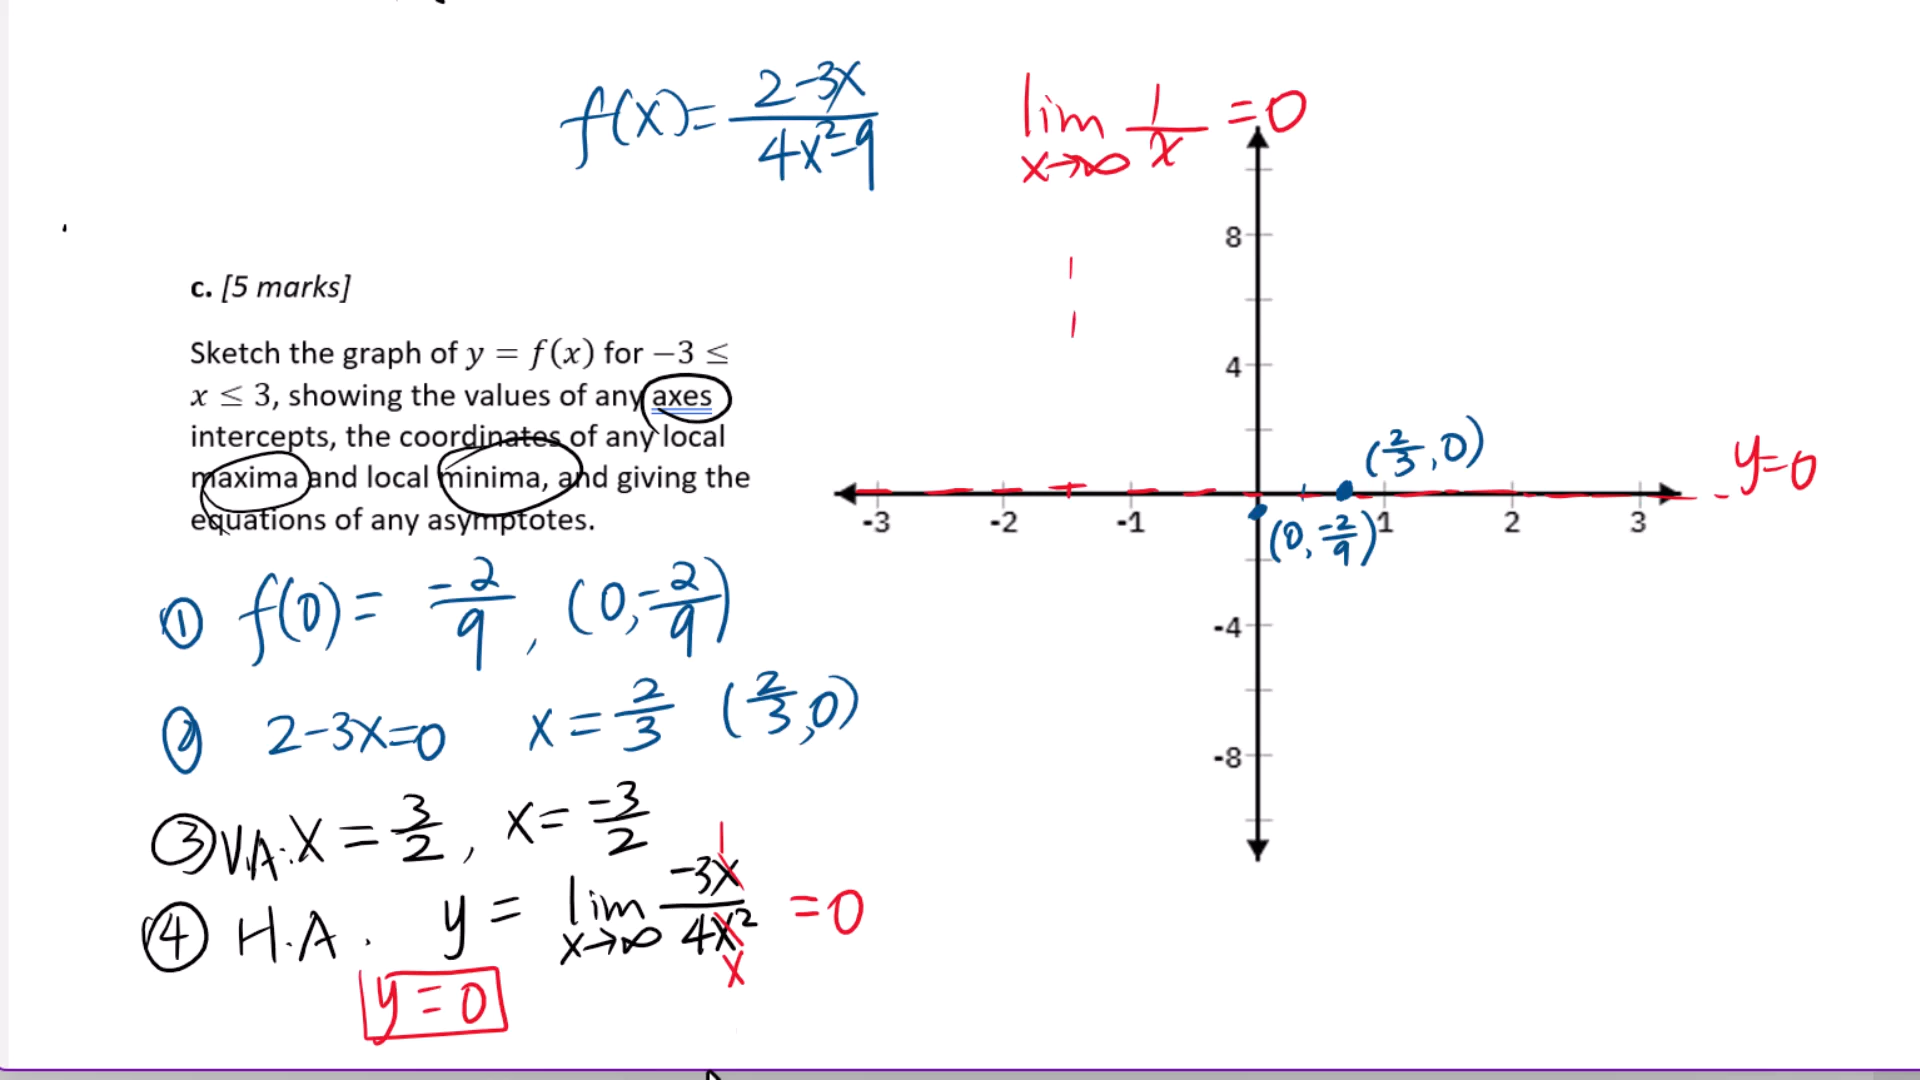 f(x) = (2-3x)/(4x²-9)
lim x→∞ 1/x = 0
c. [5 marks]
Sketch the graph of y = f(x) for −3 ≤
x ≤ 3, showing the values of any axes
intercepts, the coordinates of any local
maxima and local minima, and giving the
equations of any asymptotes.
① f(0) = -2/9, (0, -2/9)
② 2-3x=0 x = 2/3 (2/3, 0)
③ V.A: x = 3/2, x = -3/2
④ H.A. y = lim x→∞ -3x/4x² = 0
1
x
y = 0
8
4
(2/3, 0)
y=0
-3 -2 -1 1 2 3
(0, -2/9)
-4
-8